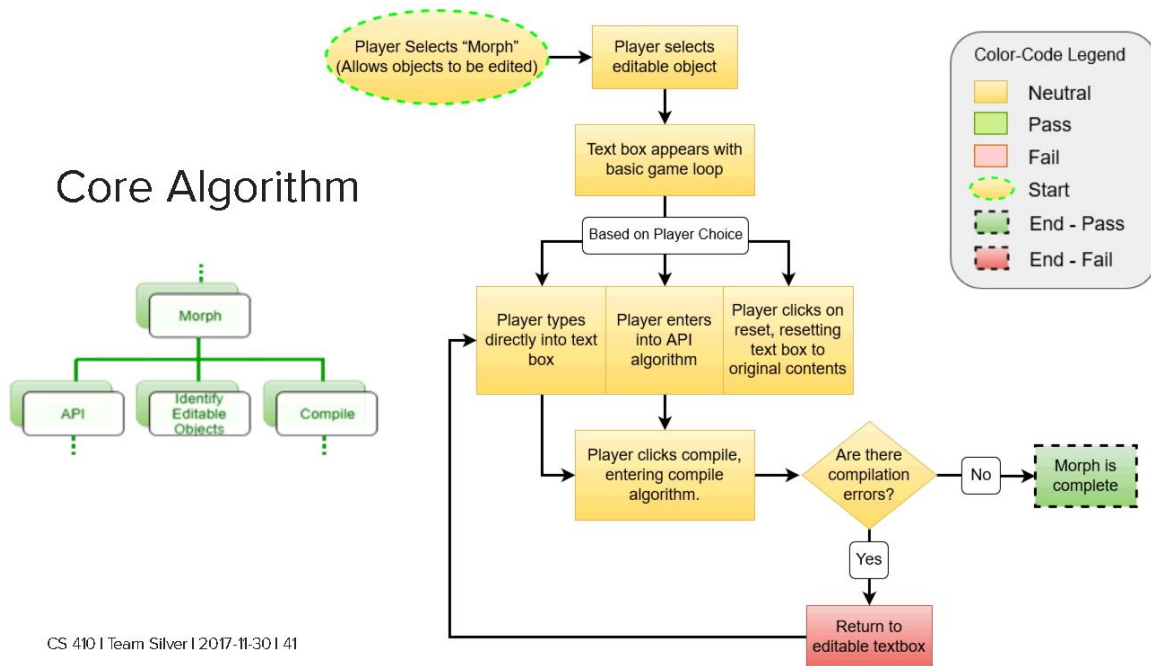 Core Algorithm
Morph
API
Identify
Editable
Objects
Compile
CS 410 I Team Silver I 2017-11-30 I 41
Player Selects “Morph”
(Allows objects to be edited)
Player selects
editable object
Text box appears with
basic game loop
Based on Player Choice
Player types
directly into text
box
Player enters
into API
algorithm
Player clicks on
reset, resetting
text box to
original contents
Player clicks compile,
entering compile
algorithm.
Are there
compilation
errors?
No
Morph is
complete
Yes
Return to
editable textbox
Color-Code Legend
Neutral
Pass
Fail
Start
End - Pass
End - Fail